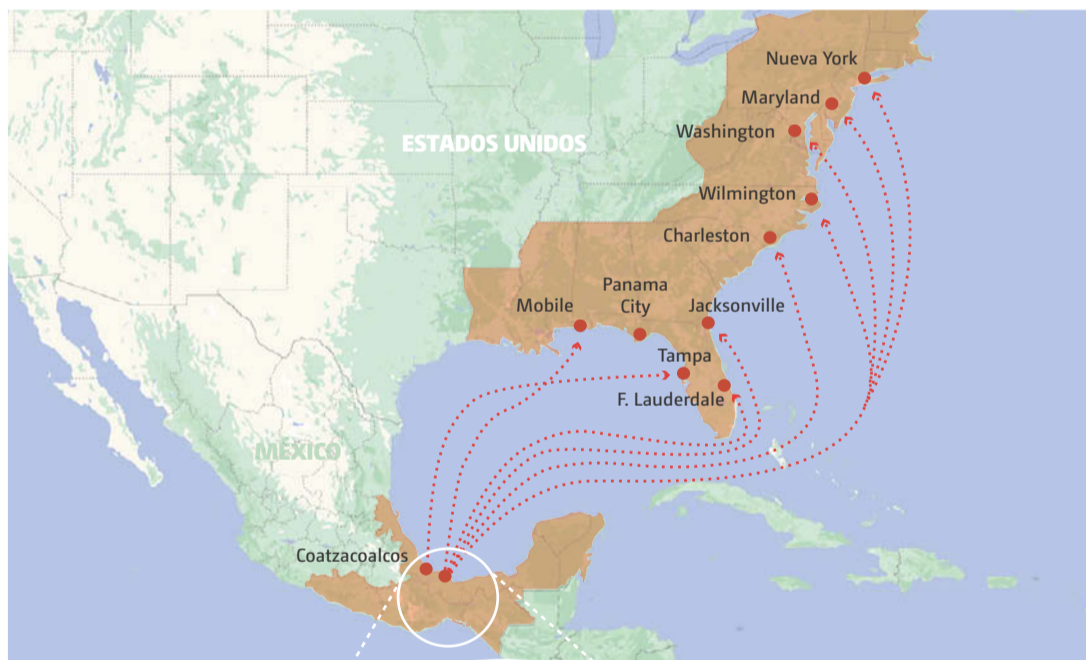 Nueva York
Maryland
Washington
ESTADOS UNIDOS
Wilmington
Charleston
Panama
City
Mobile
Jacksonville
Tampa
F. Lauderdale
MÉXICO
Coatzacoalcos